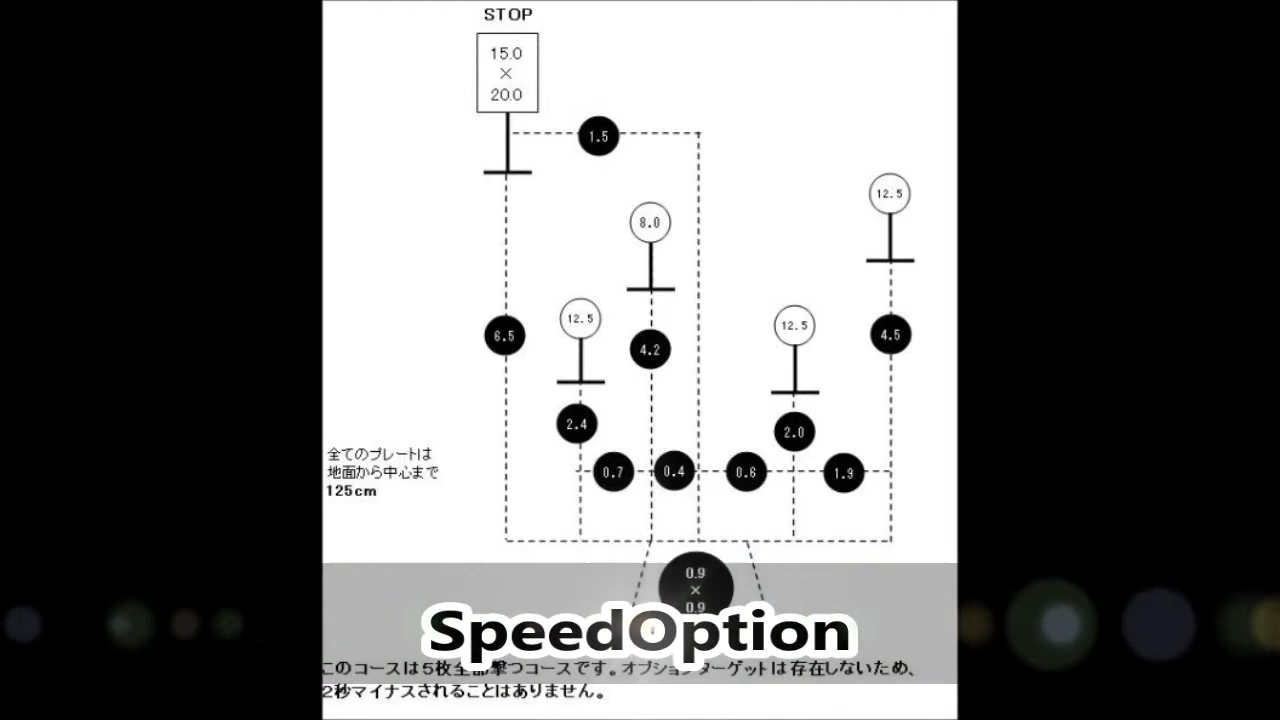 STOP
15.0
×
20.0
1.5
12.5
8.0
12.5
12.5
6.5
4.2
4.5
2.4
2.0
全てのプレートは
地面から中心まで
125cm
0.7
0.4
0.6
1.9
0.9
×
0.9
SpeedOption
このコースは5枚全部撃つコースです。オプションターゲットは存在しないため、
2秒マイナスされることはありません。